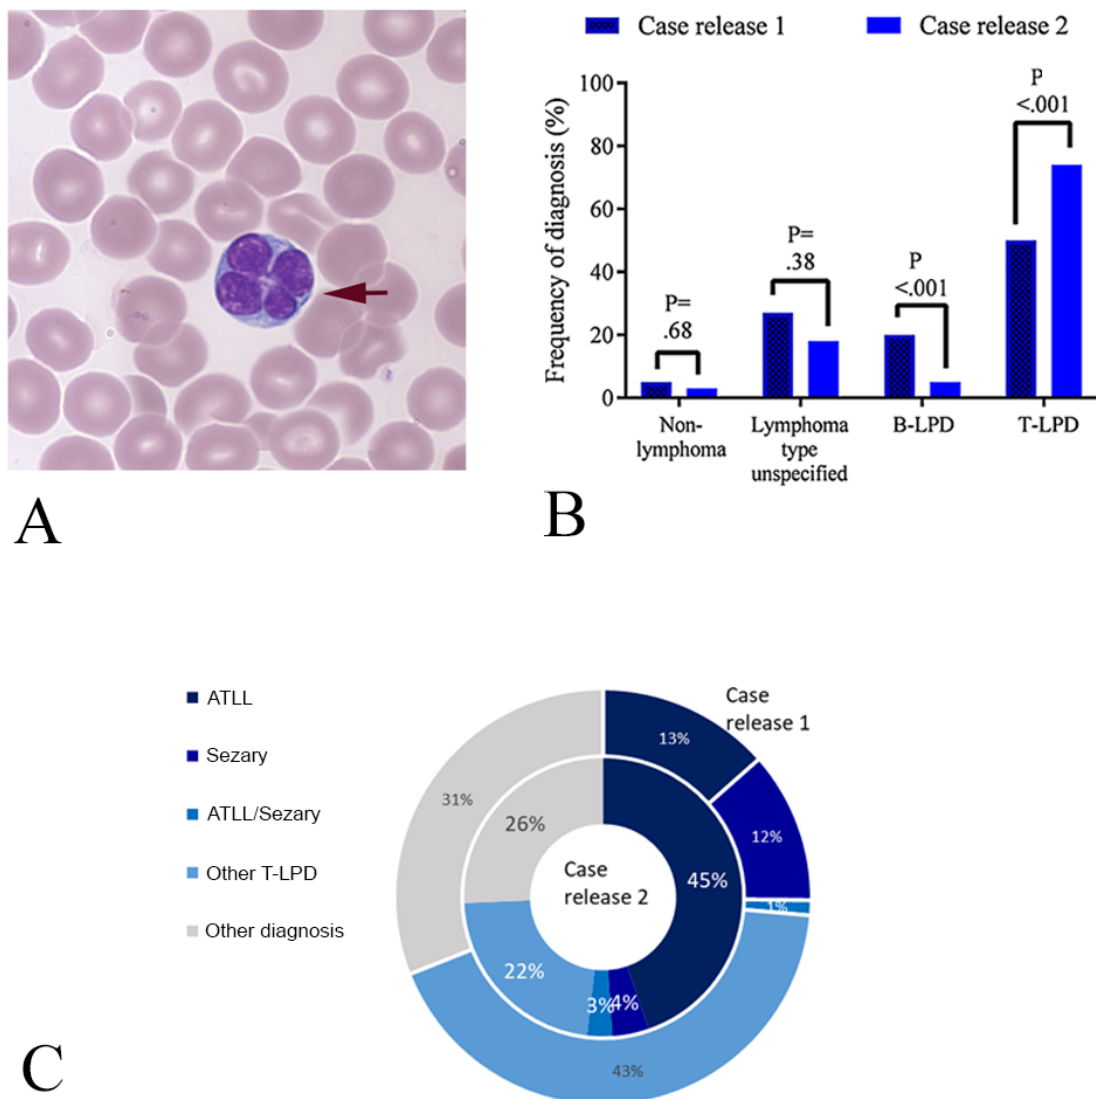 Case release 1
Case release 2
Frequency of diagnosis (%)
100
80
60
40
20
0
P=
.68
P=
.38
P
<.001
P
<.001
Non-
lymphoma
Lymphoma
type
unspecified
B-LPD
T-LPD
A
B
ATLL
Sezary
ATLL/Sezary
Other T-LPD
Other diagnosis
Case
release 1
13%
12%
1%
43%
31%
Case
release 2
45%
4%
3%
22%
26%
C